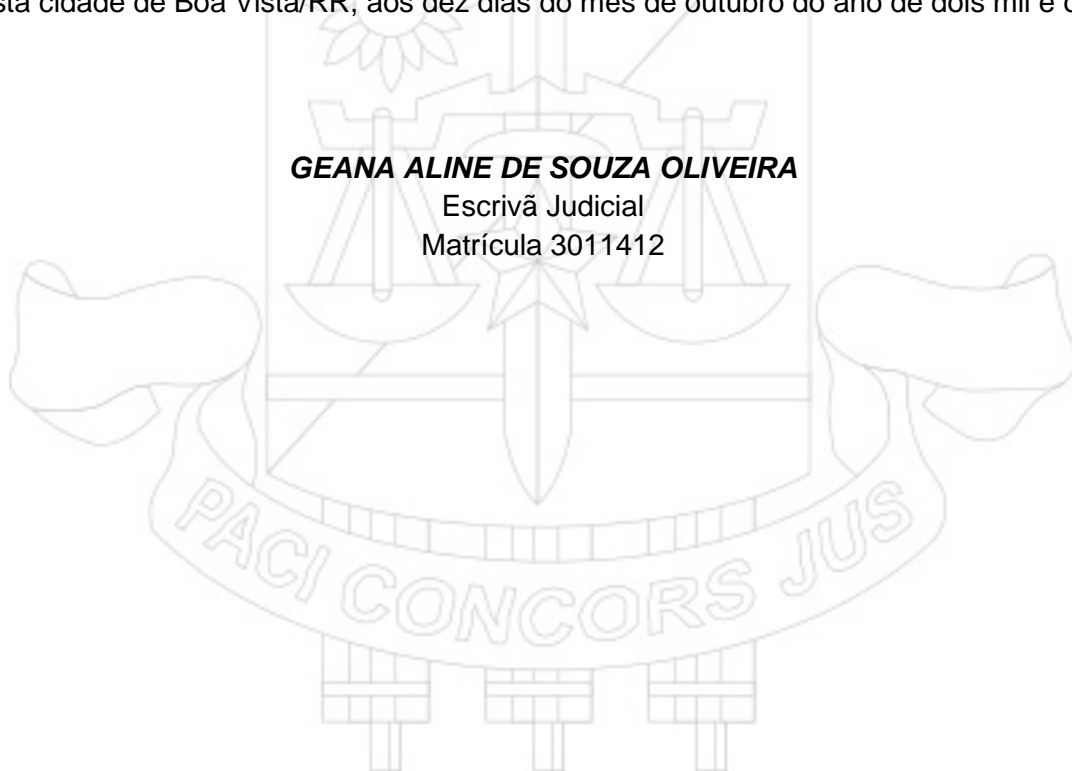 sta cidade de Boa Vista/RR, aos dez dias do mês de outubro do ano de dois mil e
GEANA ALINE DE SOUZA OLIVEIRA
Escrivã Judicial
Matrícula 3011412
PACI CONCORS JUS